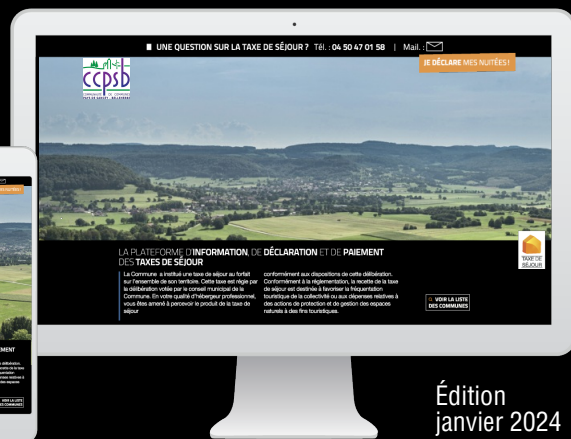 ■ UNE QUESTION SUR LA TAXE DE SÉJOUR ? Tél. : 04 50 47 01 58 | Mail. :
JE DÉCLARE MES NUITÉES !
ccpsb
LA PLATEFORME D'INFORMATION, DE DÉCLARATION ET DE PAIEMENT
DES TAXES DE SÉJOUR
La Commune a institué une taxe de séjour au forfait
sur l'ensemble de son territoire. Cette taxe est régie par
la délibération votée par le conseil municipal de la
Commune. En votre qualité d'hébergeur professionnel,
vous êtes amené à percevoir le produit de la taxe de
séjour
conformément aux dispositions de cette délibération.
Conformément à la réglementation, la recette de la taxe
de séjour est destinée à favoriser la fréquentation
touristique de la collectivité ou aux dépenses relatives à
des actions de protection et de gestion des espaces
naturels à des fins touristiques.
TAXE DE
SÉJOUR
VOIR LA LISTE
DES COMMUNES
Édition
janvier 2024